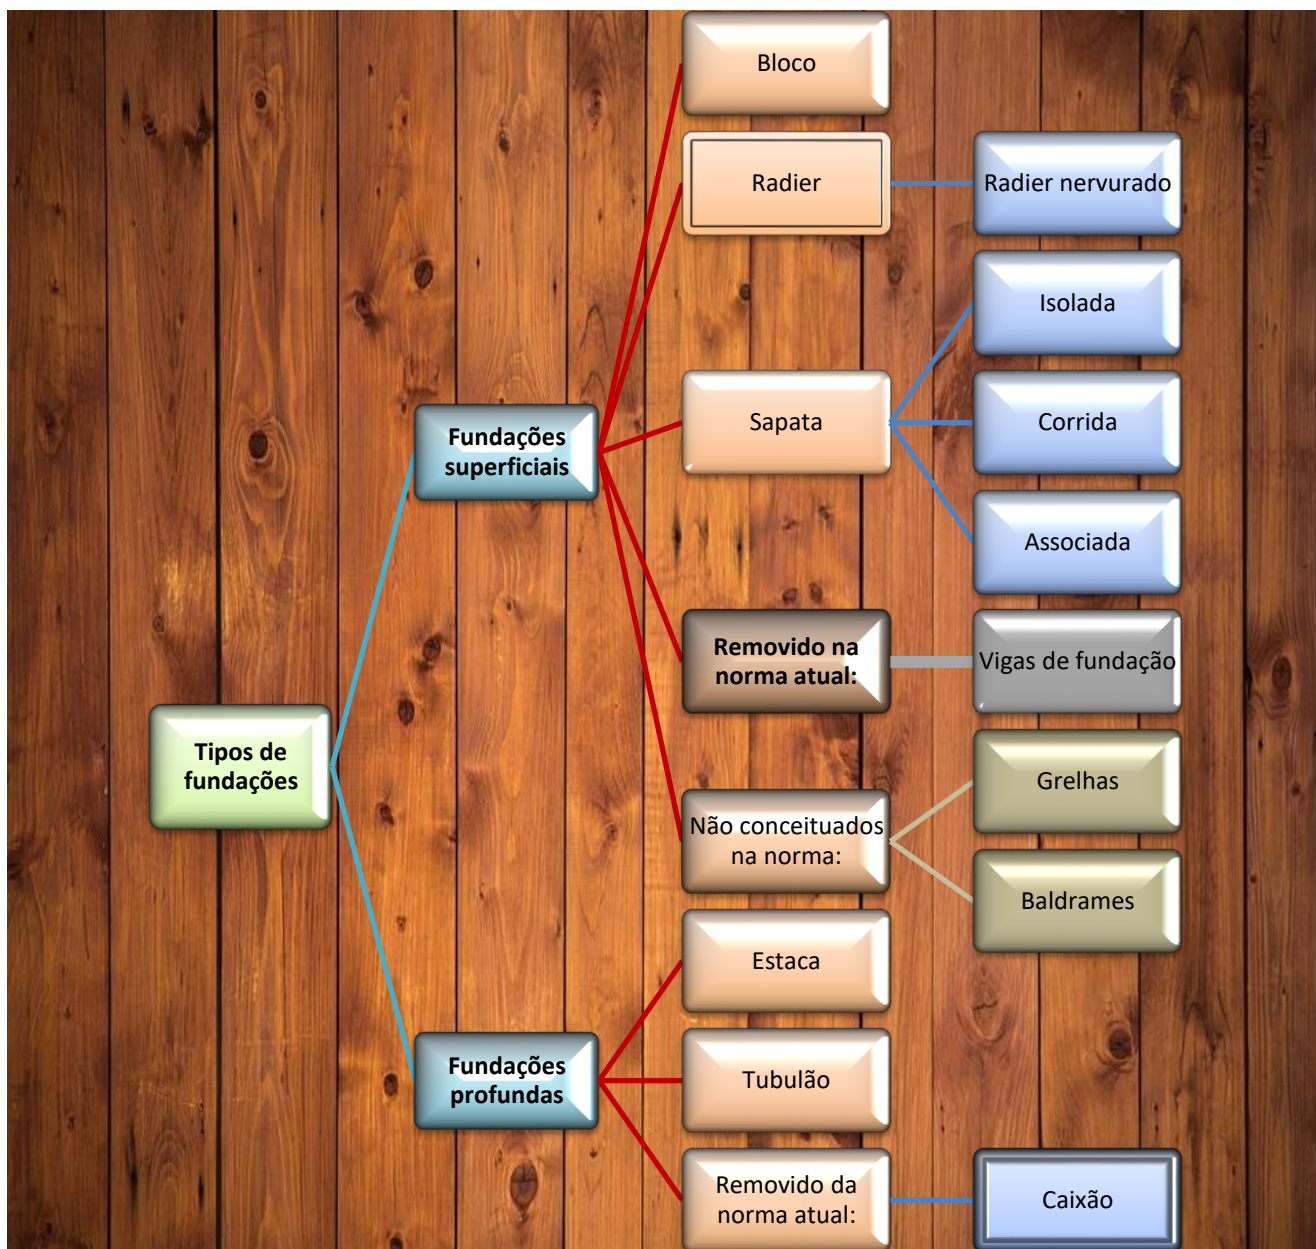 Bloco
Radier
Radier nervurado
Isolada
Fundações
superficiais
Sapata
Corrida
Associada
Removido na
norma atual:
Vigas de fundação
Tipos de
fundações
Grelhas
Não conceituados
na norma:
Baldrames
Estaca
Fundações
profundas
Tubulão
Removido da
norma atual:
Caixão